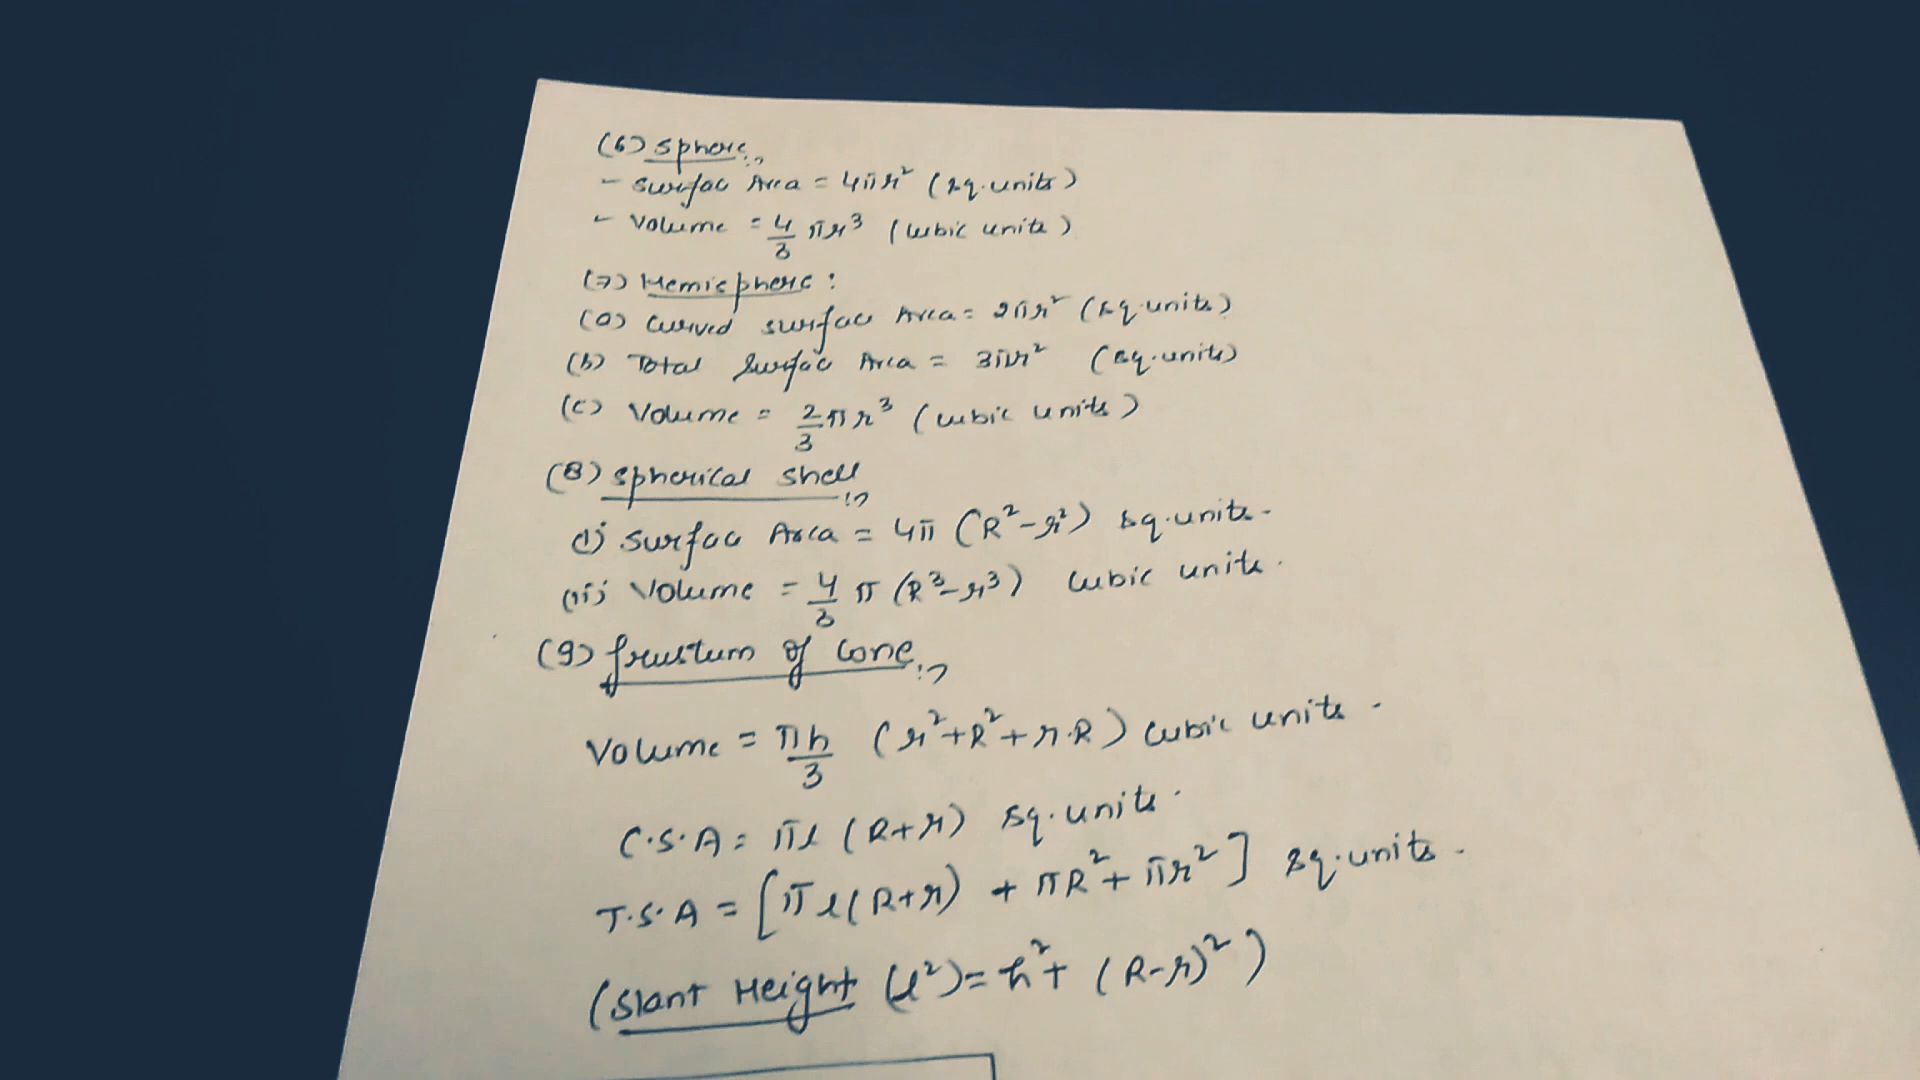 (6) Sphere:-
- Surfac Area = 4πr² (sq.units)
- Volume = 4/3 πr³ (cubic units)
(7) Hemisphere:
(a) Curved surface Area = 2πr² (sq.units)
(b) Total Surface Area = 3πr² (sq.units)
(c) Volume = 2/3 πr³ (cubic units)
(8) Spherical Shell :-
(i) Surface Area = 4π (R²-r²) sq.units.
(ii) Volume = 4/3 π (R³-r³) cubic units.
(9) frustum of Cone :-
Volume = πh/3 (r²+R²+r.R) cubic units.
C.S.A = πl (R+r) sq.units.
T.S.A = [πl(R+r) + πR²+ πr²] sq.units.
(Slant Height (l²)= h²+ (R-r)²)